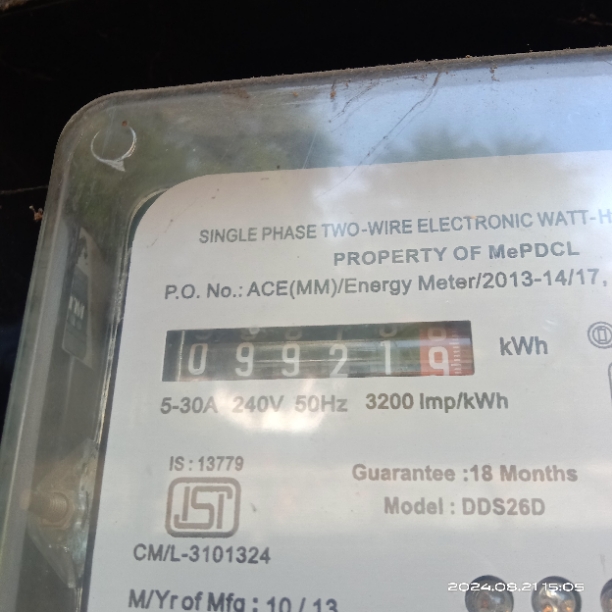 SINGLE PHASE TWO-WIRE ELECTRONIC WATT-H
PROPERTY OF MePDCL
P.O. No.: ACE(MM)/Energy Meter/2013-14/17,
099219 kWh
5-30A 240V 50Hz 3200 Imp/kWh
IS : 13779
Guarantee :18 Months
Model : DDS26D
CM/L-3101324
M/Yr of Mfg : 10 / 13
2024.08.21 15:05